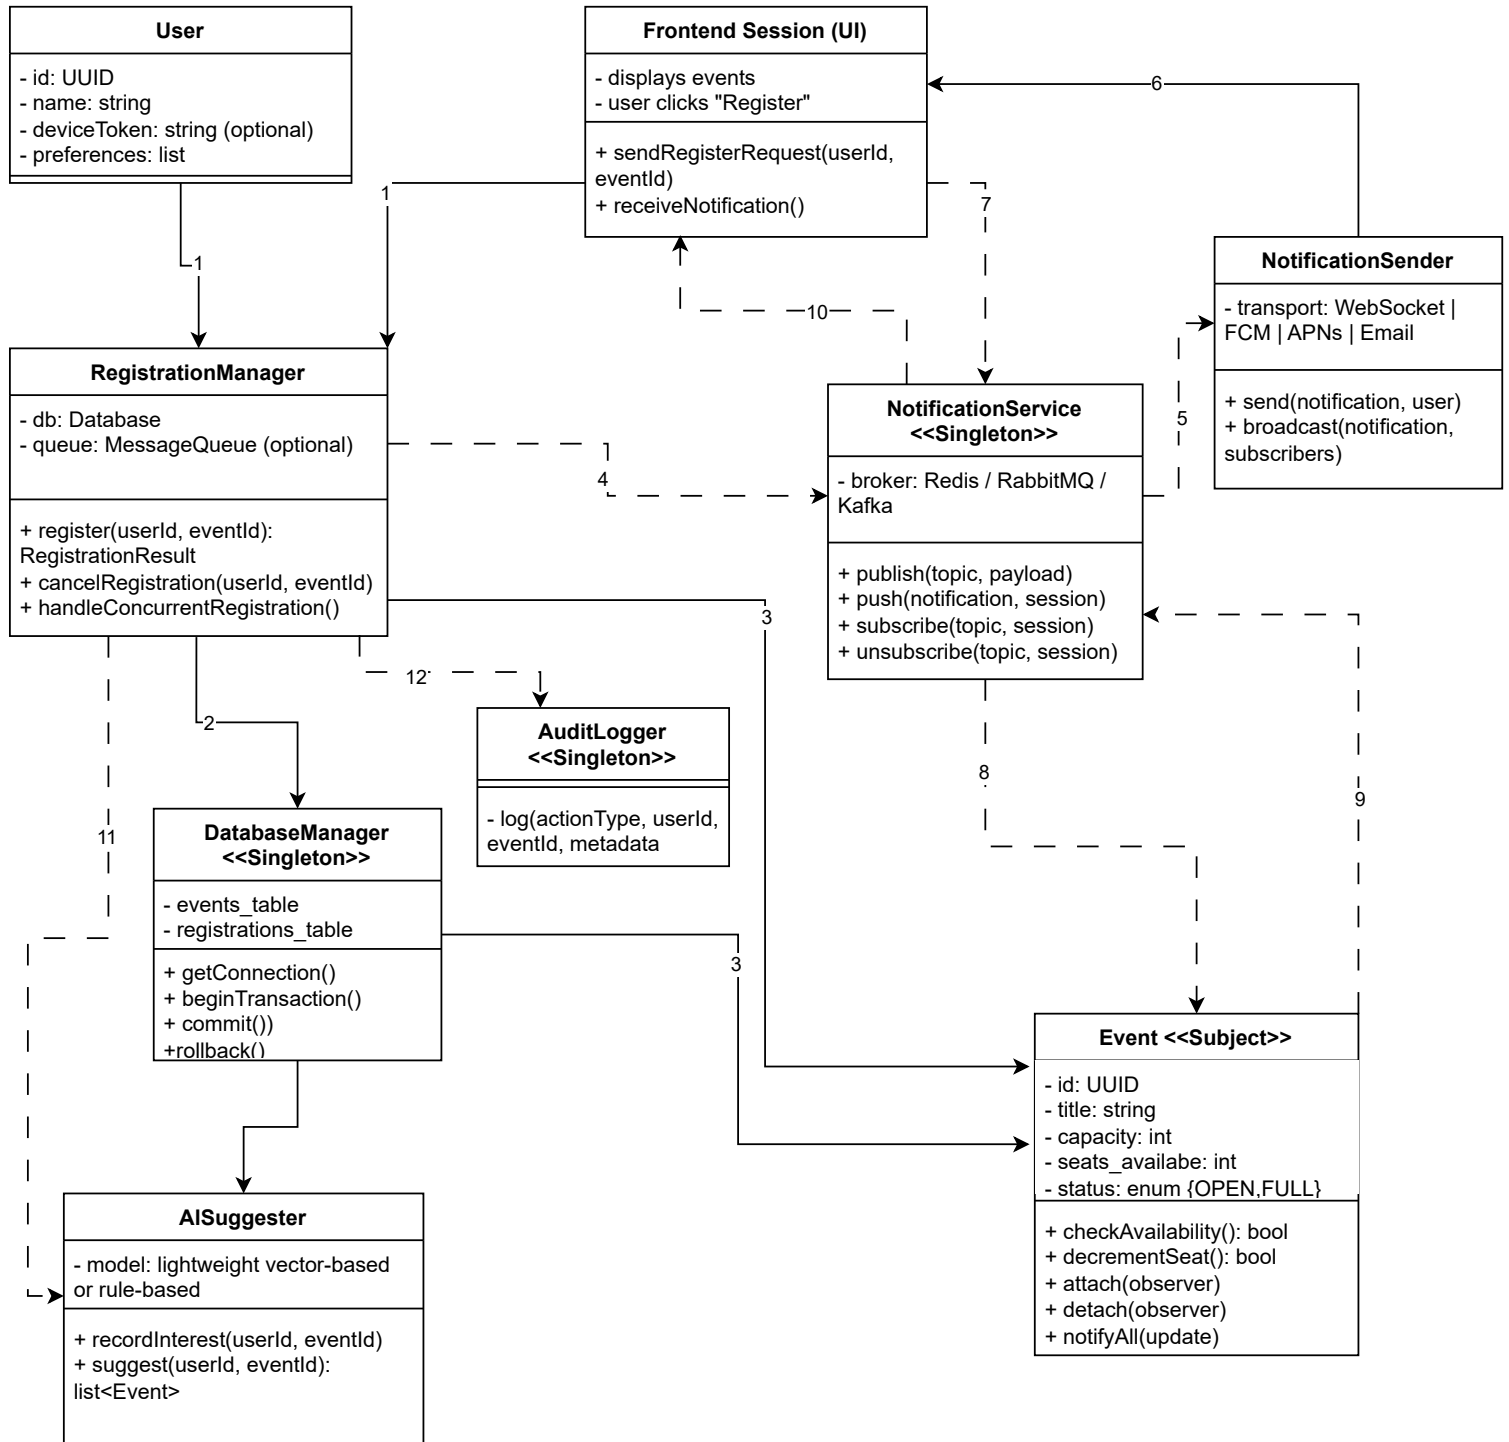 User
- id: UUID
- name: string
- deviceToken: string (optional)
- preferences: list
Frontend Session (UI)
- displays events
- user clicks "Register"
+ sendRegisterRequest(userId,
eventId)
+ receiveNotification()
6
1
7
1
10
NotificationSender
- transport: WebSocket |
FCM | APNs | Email
+ send(notification, user)
+ broadcast(notification,
subscribers)
RegistrationManager
- db: Database
- queue: MessageQueue (optional)
+ register(userId, eventId):
RegistrationResult
+ cancelRegistration(userId, eventId)
+ handleConcurrentRegistration()
4
5
NotificationService
<<Singleton>>
- broker: Redis / RabbitMQ /
Kafka
+ publish(topic, payload)
+ push(notification, session)
+ subscribe(topic, session)
+ unsubscribe(topic, session)
3
12
2
11
8
9
AuditLogger
<<Singleton>>
- log(actionType, userId,
eventId, metadata
DatabaseManager
<<Singleton>>
- events_table
- registrations_table
+ getConnection()
+ beginTransaction()
+ commit())
+rollback()
3
Event <<Subject>>
- id: UUID
- title: string
- capacity: int
- seats_availabe: int
- status: enum {OPEN,FULL}
+ checkAvailability(): bool
+ decrementSeat(): bool
+ attach(observer)
+ detach(observer)
+ notifyAll(update)
AISuggester
- model: lightweight vector-based
or rule-based
+ recordInterest(userId, eventId)
+ suggest(userId, eventId):
list<Event>